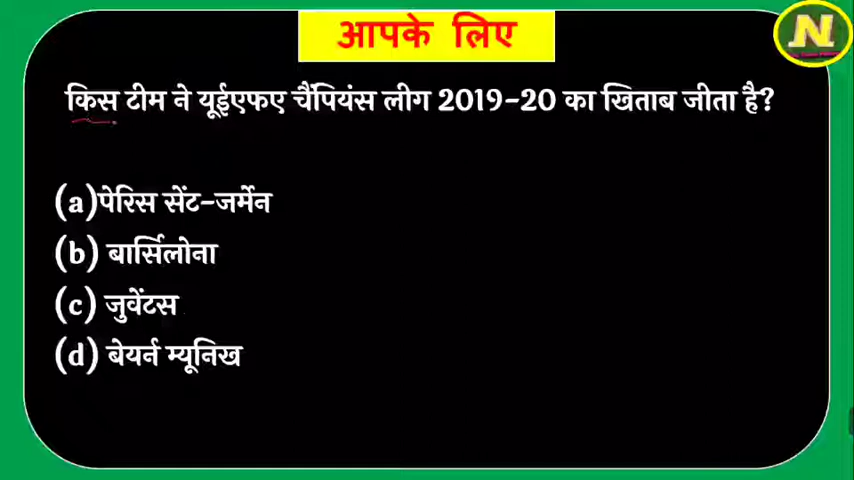 आपके लिए
N
किस टीम ने यूईएफए चैंपियंस लीग 2019-20 का खिताब जीता है?
(a)पेरिस सेंट-जर्मेन
(b) बार्सिलोना
(c) जुवेंटस
(d) बेयर्न म्यूनिख